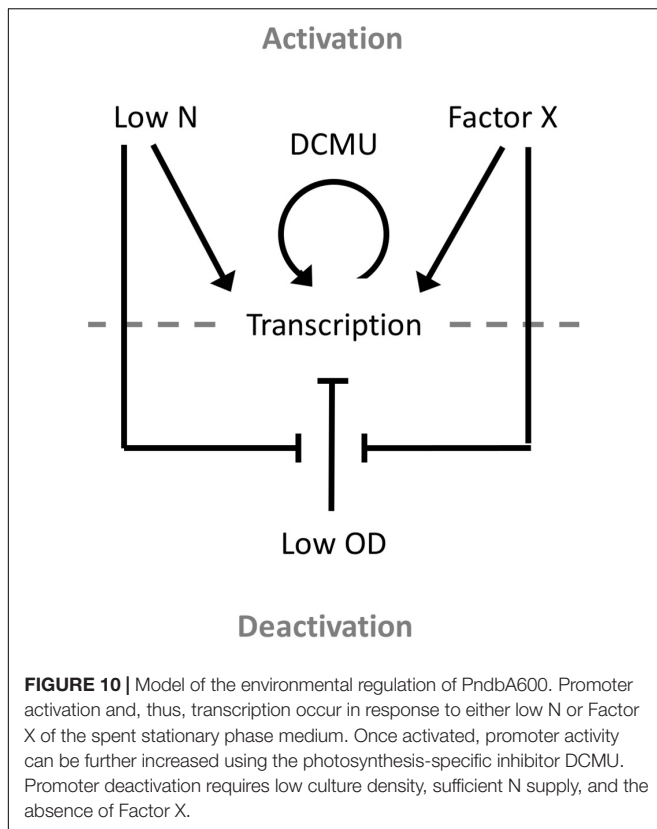 Activation
Low N
Factor X
DCMU
Transcription
Low OD
Deactivation
FIGURE 10 | Model of the environmental regulation of PndbA600. Promoter
activation and, thus, transcription occur in response to either low N or Factor
X of the spent stationary phase medium. Once activated, promoter activity
can be further increased using the photosynthesis-specific inhibitor DCMU.
Promoter deactivation requires low culture density, sufficient N supply, and the
absence of Factor X.